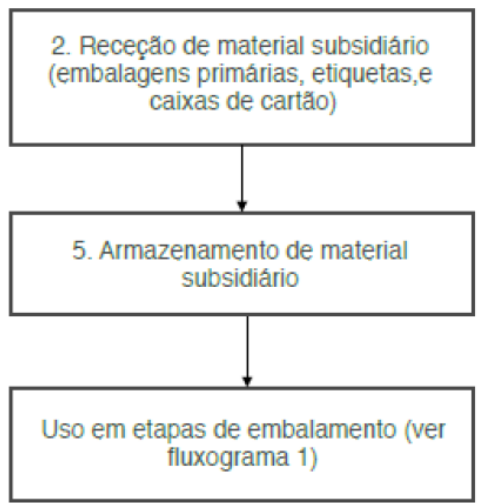 2. Receção de material subsidiário
(embalagens primárias, etiquetas,e
caixas de cartão)
5. Armazenamento de material
subsidiário
Uso em etapas de embalamento (ver
fluxograma 1)